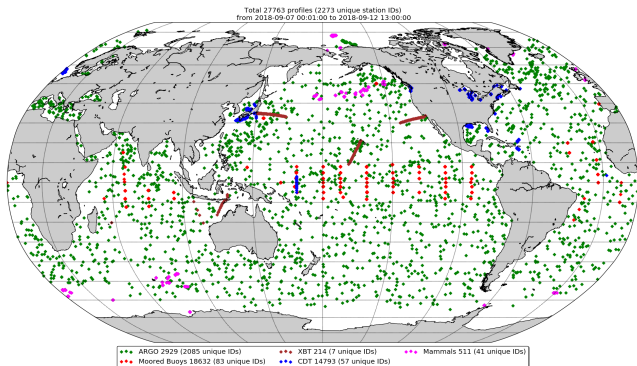 Total 27763 profiles (2273 unique station IDs)
from 2018-09-07 00:01:00 to 2018-09-12 13:00:00
ARGO 2929 (2085 unique IDs) XBT 214 (7 unique IDs) Mammals 511 (41 unique IDs)
Moored Buoys 18632 (83 unique IDs) CDT 14793 (57 unique IDs)